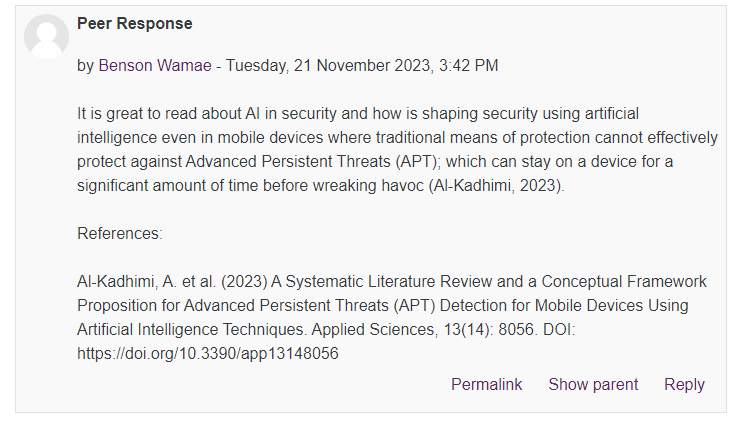 Peer Response
by Benson Wamae - Tuesday, 21 November 2023, 3:42 PM
It is great to read about AI in security and how is shaping security using artificial
intelligence even in mobile devices where traditional means of protection cannot effectively
protect against Advanced Persistent Threats (APT); which can stay on a device for a
significant amount of time before wreaking havoc (Al-Kadhimi, 2023).
References:
Al-Kadhimi, A. et al. (2023) A Systematic Literature Review and a Conceptual Framework
Proposition for Advanced Persistent Threats (APT) Detection for Mobile Devices Using
Artificial Intelligence Techniques. Applied Sciences, 13(14): 8056. DOI:
https://doi.org/10.3390/app13148056
Permalink Show parent Reply